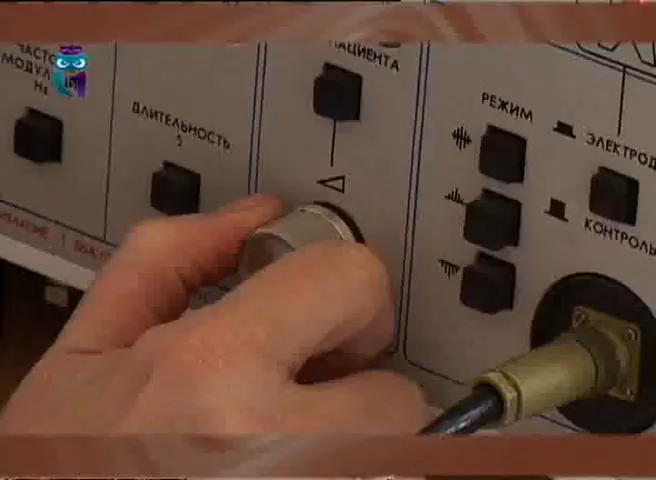 ПАЦИЕНТА
ЧАСТО
МОДУЛ
Hz
ДЛИТЕЛЬНОСТЬ
S
РЕЖИМ
ЭЛЕКТРОД
КОНТРОЛЬ